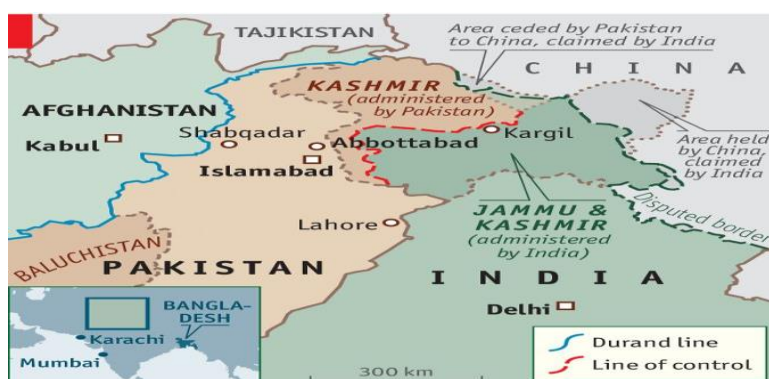 TAJIKISTAN
Area ceded by Pakistan
to China, claimed by India
CHINA
KASHMIR
(administered
by Pakistan)
AFGHANISTAN
Kabul
Shabqadar
Abbottabad
Kargil
Islamabad
Area held
by China,
claimed
by India
Lahore
JAMMU &
KASHMIR
(administered
by India)
Disputed border
BALUCHISTAN
PAKISTAN
INDIA
Delhi
BANGLA-
DESH
Karachi
Mumbai
300 km
Durand line
Line of control